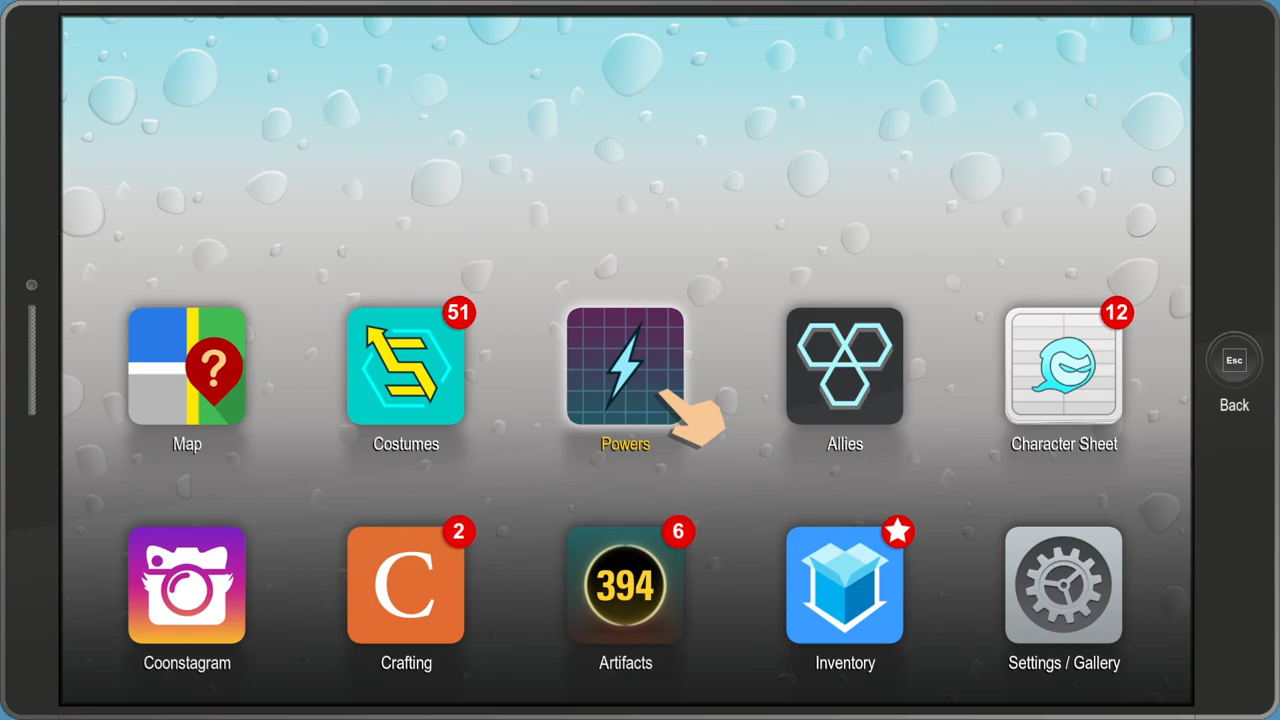 51
12
?
Map
Costumes
Powers
Allies
Character Sheet
Esc
Back
2
6
C
394
Coonstagram
Crafting
Artifacts
Inventory
Settings / Gallery